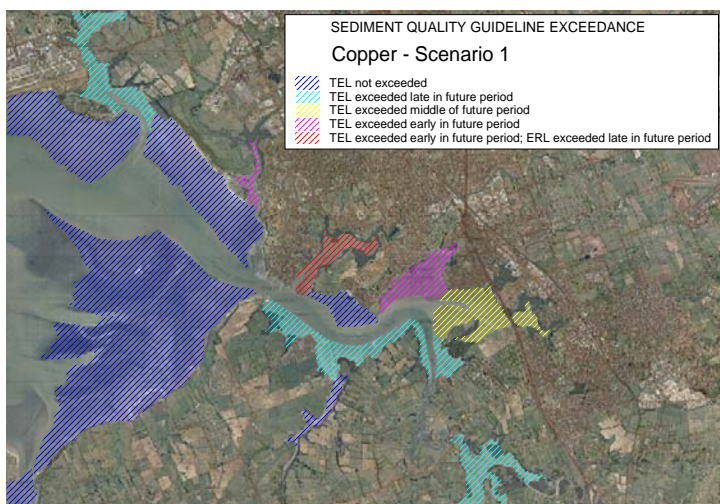 SEDIMENT QUALITY GUIDELINE EXCEEDANCE
Copper - Scenario 1
TEL not exceeded
TEL exceeded late in future period
TEL exceeded middle of future period
TEL exceeded early in future period
TEL exceeded early in future period; ERL exceeded late in future period